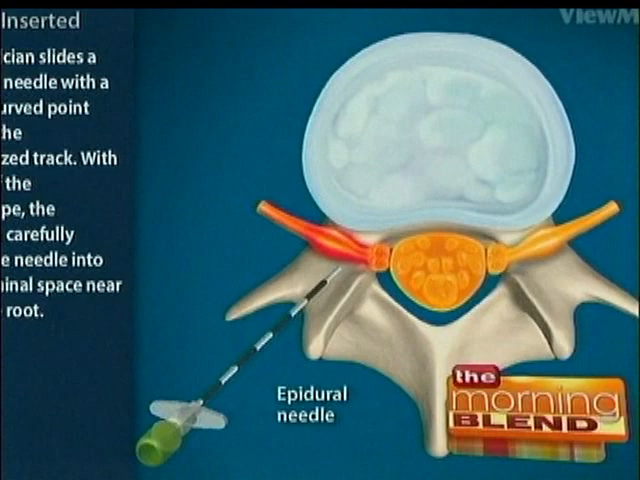 Inserted
ViewM
cian slides a
needle with a
urved point
he
zed track. With
the
pe, the
carefully
e needle into
inal space near
root.
Epidural
needle
the
morning
BLEND